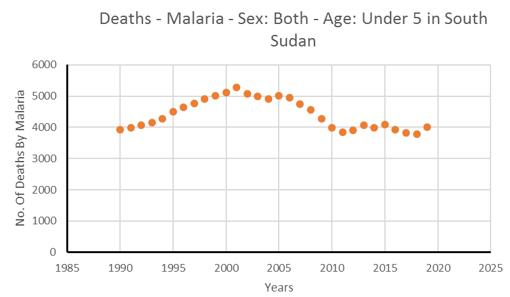 Deaths - Malaria - Sex: Both - Age: Under 5 in South
Sudan
No. Of Deaths By Malaria
6000
5000
4000
3000
2000
1000
0
1985 1990 1995 2000 2005 2010 2015 2020 2025
Years